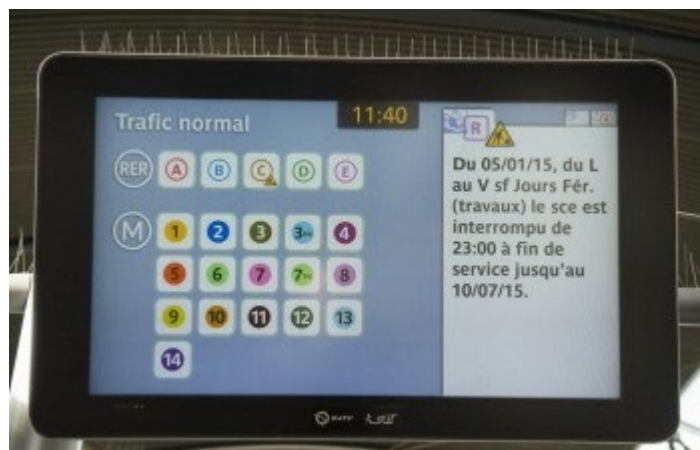 11:40
Trafic normal
RER A B C D E
M 1 2 3 3bis 4
5 6 7 7bis 8
9 10 11 12 13
14
R
Du 05/01/15, du L
au V sf Jours Fér.
(travaux) le sce est
interrompu de
23:00 à fin de
service jusqu'au
10/07/15.